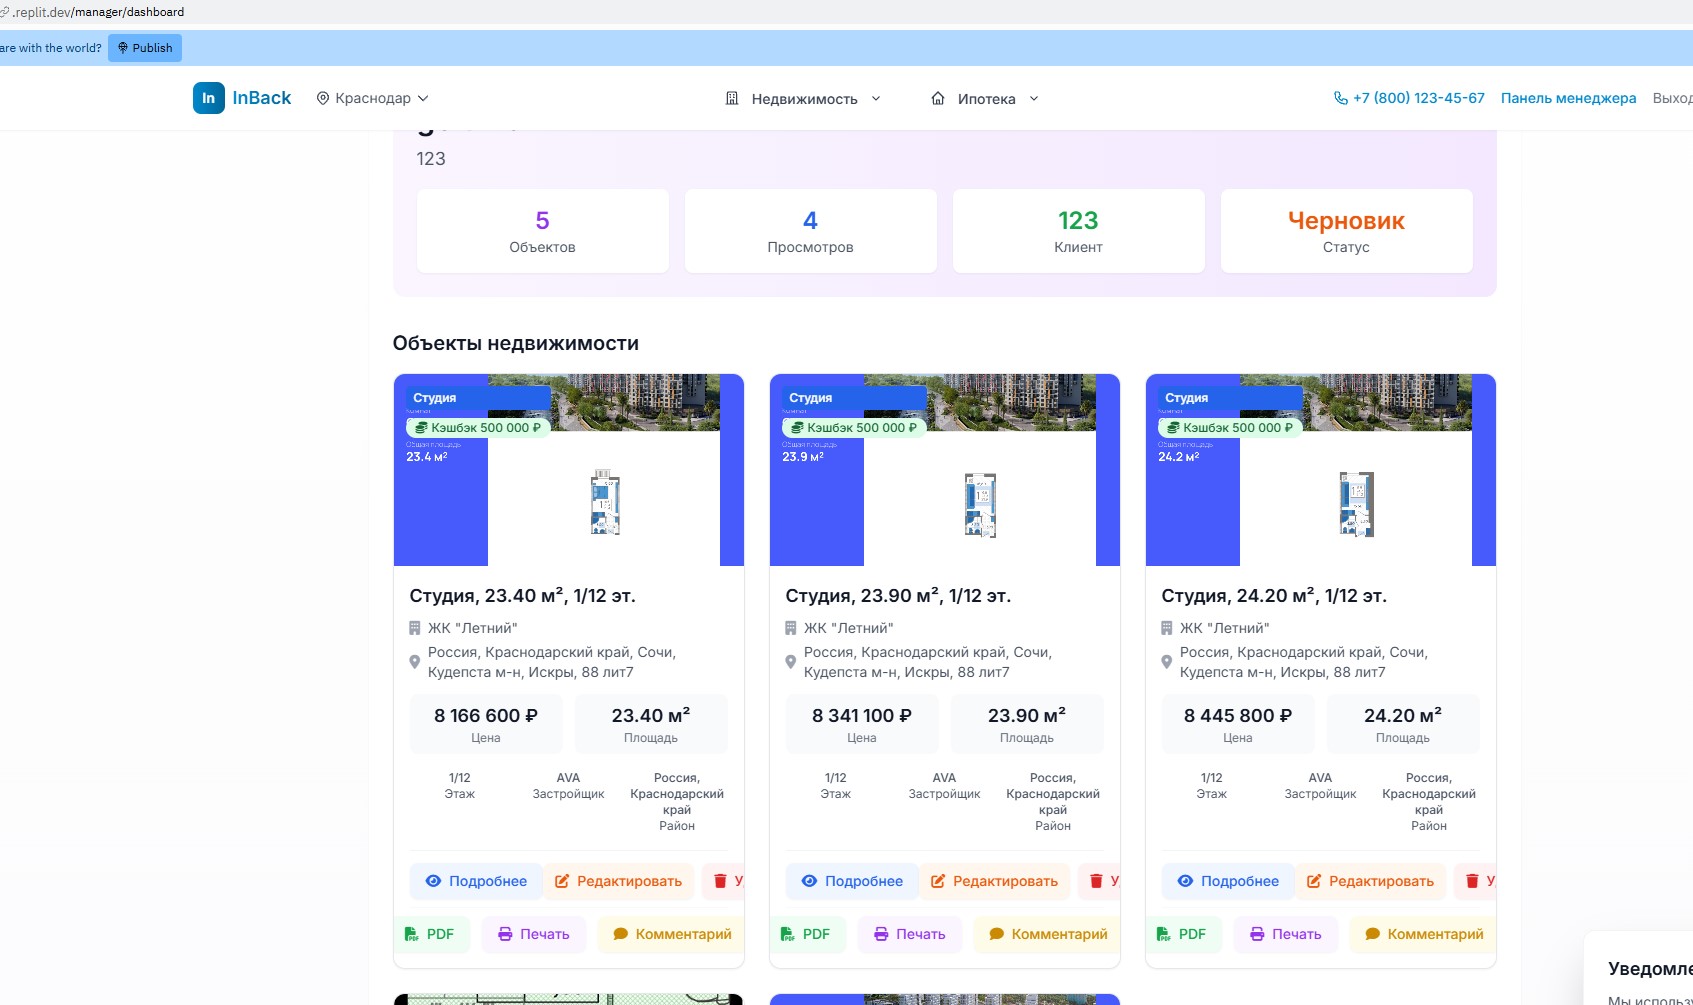 .replit.dev/manager/dashboard
are with the world? Publish
In InBack Краснодар Недвижимость Ипотека +7 (800) 123-45-67 Панель менеджера Выход
123
5
Объектов
4
Просмотров
123
Клиент
Черновик
Статус
Объекты недвижимости
Студия
Кэшбэк 500 000 ₽
Общая площадь
23.4 м²
Студия, 23.40 м², 1/12 эт.
ЖК "Летний"
Россия, Краснодарский край, Сочи,
Кудепста м-н, Искры, 88 лит7
8 166 600 ₽
Цена
23.40 м²
Площадь
1/12
Этаж
AVA
Застройщик
Россия,
Краснодарский
край
Район
Подробнее Редактировать У
PDF Печать Комментарий
Студия
Кэшбэк 500 000 ₽
Общая площадь
23.9 м²
Студия, 23.90 м², 1/12 эт.
ЖК "Летний"
Россия, Краснодарский край, Сочи,
Кудепста м-н, Искры, 88 лит7
8 341 100 ₽
Цена
23.90 м²
Площадь
1/12
Этаж
AVA
Застройщик
Россия,
Краснодарский
край
Район
Подробнее Редактировать У
PDF Печать Комментарий
Студия
Кэшбэк 500 000 ₽
Общая площадь
24.2 м²
Студия, 24.20 м², 1/12 эт.
ЖК "Летний"
Россия, Краснодарский край, Сочи,
Кудепста м-н, Искры, 88 лит7
8 445 800 ₽
Цена
24.20 м²
Площадь
1/12
Этаж
AVA
Застройщик
Россия,
Краснодарский
край
Район
Подробнее Редактировать У
PDF Печать Комментарий
Уведомле
Мы использу